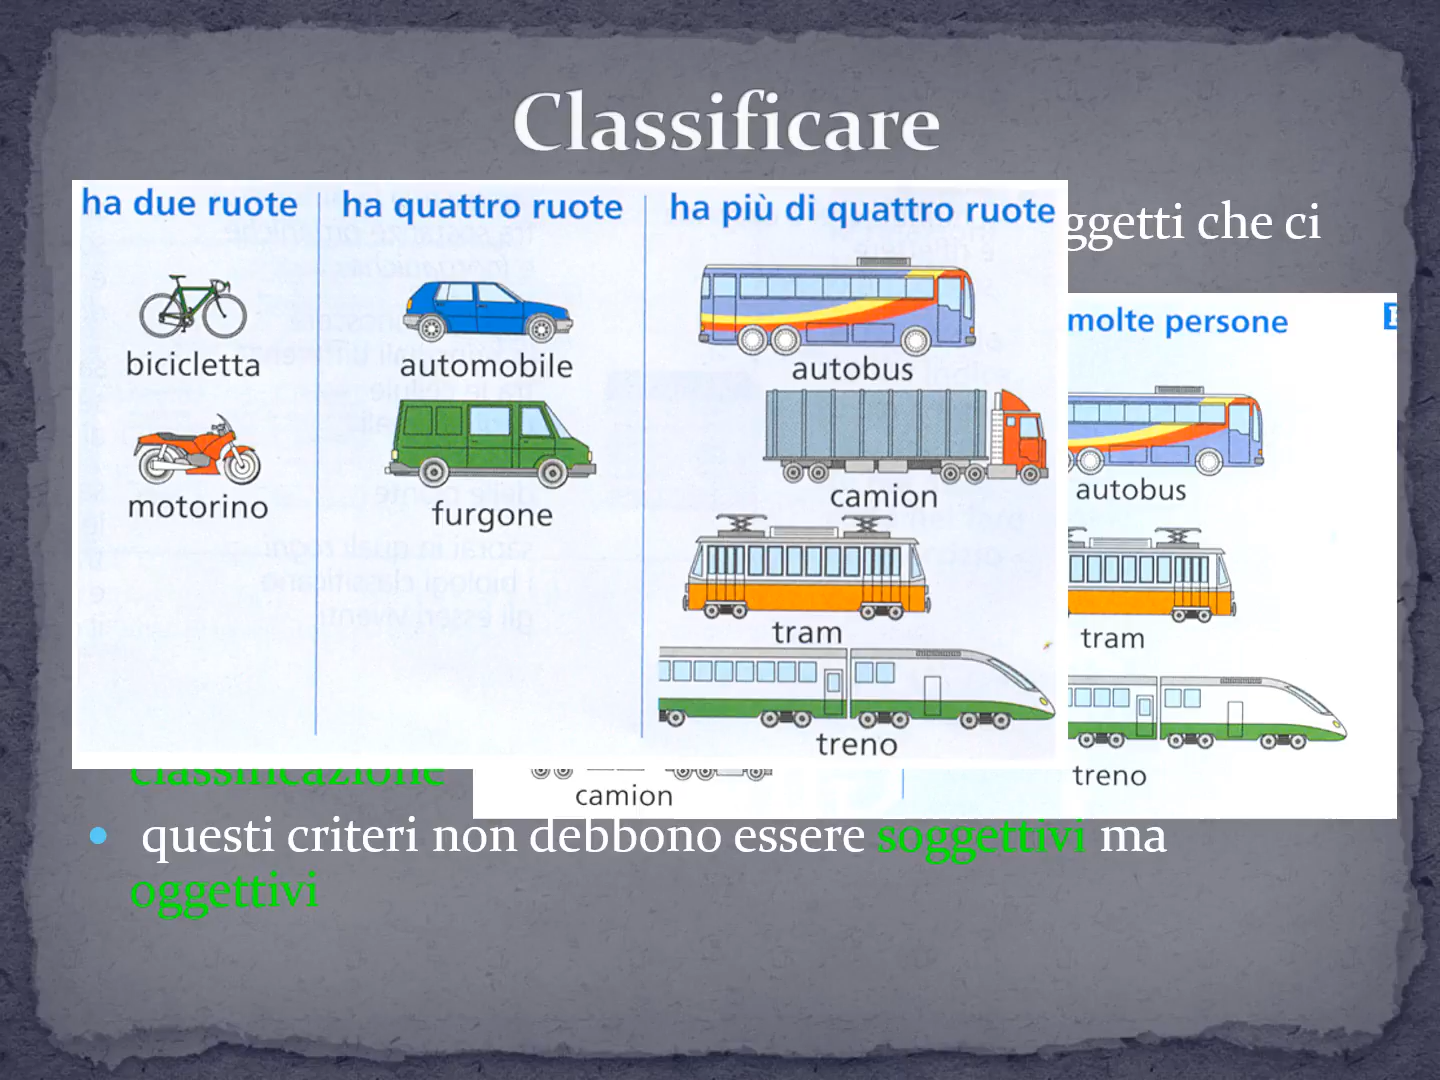 Classificare
ha due ruote
ha quattro ruote
ha più di quattro ruote
ggetti che ci
bicicletta
automobile
autobus
motorino
furgone
camion
tram
treno
molte persone
autobus
tram
treno
camion
classificazione
questi criteri non debbono essere soggettivi ma
oggettivi